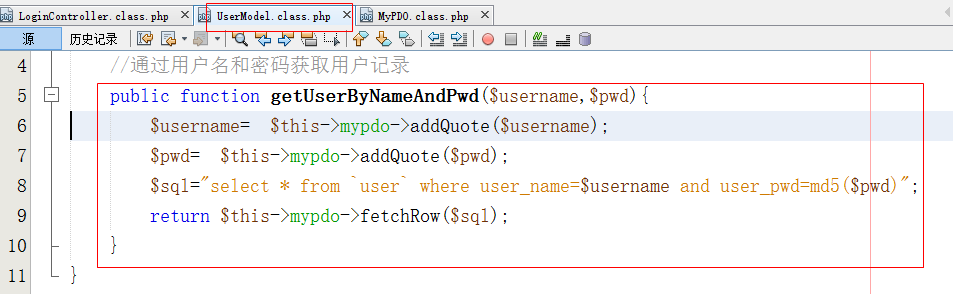 LoginController.class.php UserModel.class.php MyPDO.class.php
源 历史记录
4 //通过用户名和密码获取用户记录
5 public function getUserByNameAndPwd($username,$pwd){
6 $username=  $this->mypdo->addQuote($username);
7 $pwd=  $this->mypdo->addQuote($pwd);
8 $sql="select * from `user` where user_name=$username and user_pwd=md5($pwd)";
9 return $this->mypdo->fetchRow($sql);
10 }
11 }